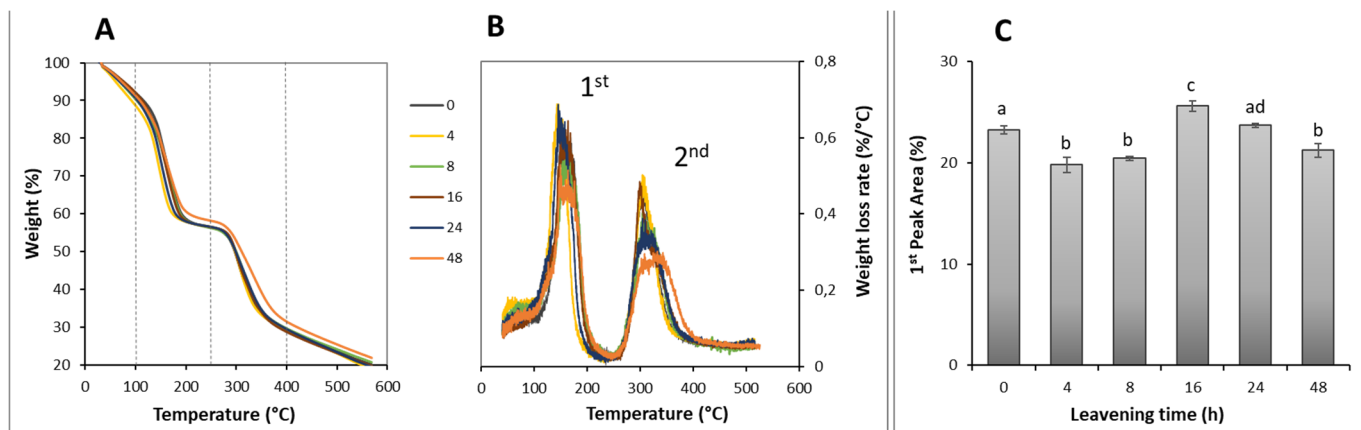 A
100
90
80
70
60
50
40
30
20
0
100
200
300
400
500
600
Weight (%)
Temperature (°C)
0
4
8
16
24
48
B
1st
2nd
0,8
0,6
0,4
0,2
0
0
100
200
300
400
500
600
Weight loss rate (%/°C)
Temperature (°C)
C
30
20
10
0
1st Peak Area (%)
a
b
b
c
ad
b
0
4
8
16
24
48
Leavening time (h)